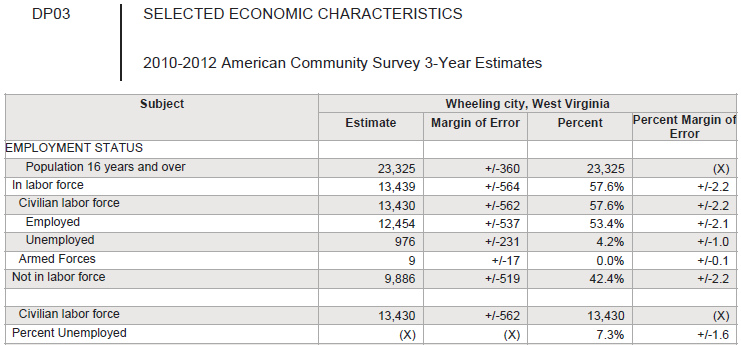 DP03 SELECTED ECONOMIC CHARACTERISTICS
2010-2012 American Community Survey 3-Year Estimates
Subject Wheeling city, West Virginia
Estimate Margin of Error Percent Percent Margin of Error
EMPLOYMENT STATUS
Population 16 years and over 23,325 +/-360 23,325 (X)
In labor force 13,439 +/-564 57.6% +/-2.2
Civilian labor force 13,430 +/-562 57.6% +/-2.2
Employed 12,454 +/-537 53.4% +/-2.1
Unemployed 976 +/-231 4.2% +/-1.0
Armed Forces 9 +/-17 0.0% +/-0.1
Not in labor force 9,886 +/-519 42.4% +/-2.2
Civilian labor force 13,430 +/-562 13,430 (X)
Percent Unemployed (X) (X) 7.3% +/-1.6